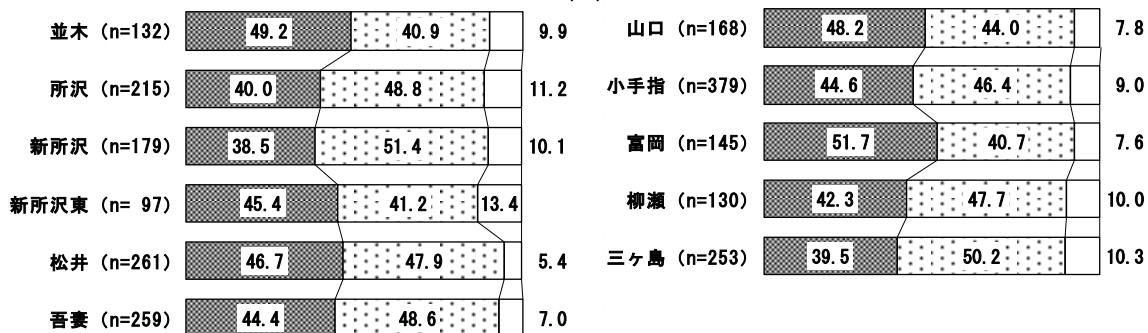 並木 (n=132) 49.2 40.9 9.9
所沢 (n=215) 40.0 48.8 11.2
新所沢 (n=179) 38.5 51.4 10.1
新所沢東 (n= 97) 45.4 41.2 13.4
松井 (n=261) 46.7 47.9 5.4
吾妻 (n=259) 44.4 48.6 7.0
山口 (n=168) 48.2 44.0 7.8
小手指 (n=379) 44.6 46.4 9.0
富岡 (n=145) 51.7 40.7 7.6
柳瀬 (n=130) 42.3 47.7 10.0
三ヶ島 (n=253) 39.5 50.2 10.3